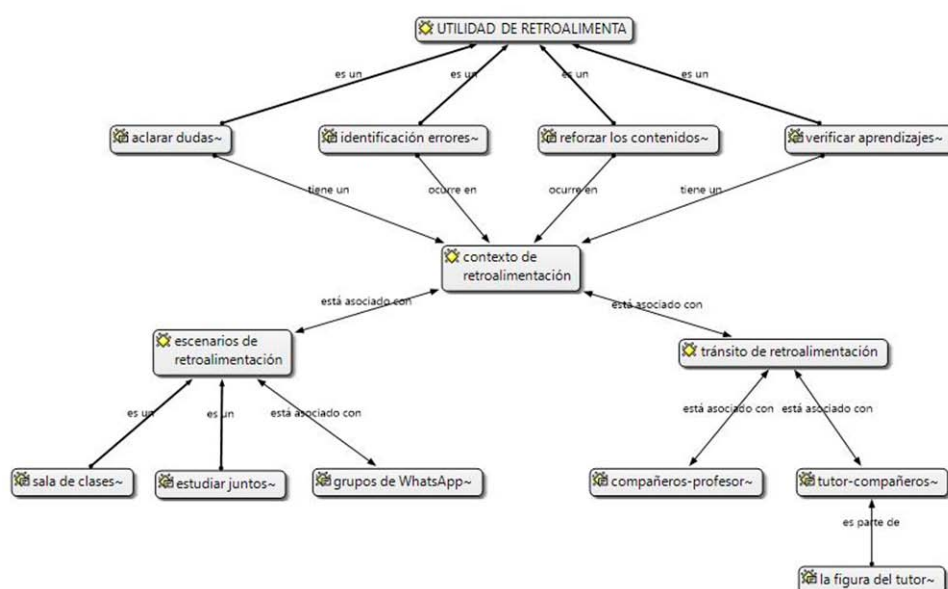 UTILIDAD DE RETROALIMENTA
es un
es un
es un
es un
aclarar dudas~
identificación errores~
reforzar los contenidos~
verificar aprendizajes~
tiene un
ocurre en
ocurre en
tiene un
contexto de
retroalimentación
está asociado con
está asociado con
escenarios de
retroalimentación
tránsito de retroalimentación
es un
es un
está asociado con
está asociado con
está asociado con
sala de clases~
estudiar juntos~
grupos de WhatsApp~
compañeros-profesor~
tutor-compañeros~
es parte de
la figura del tutor~